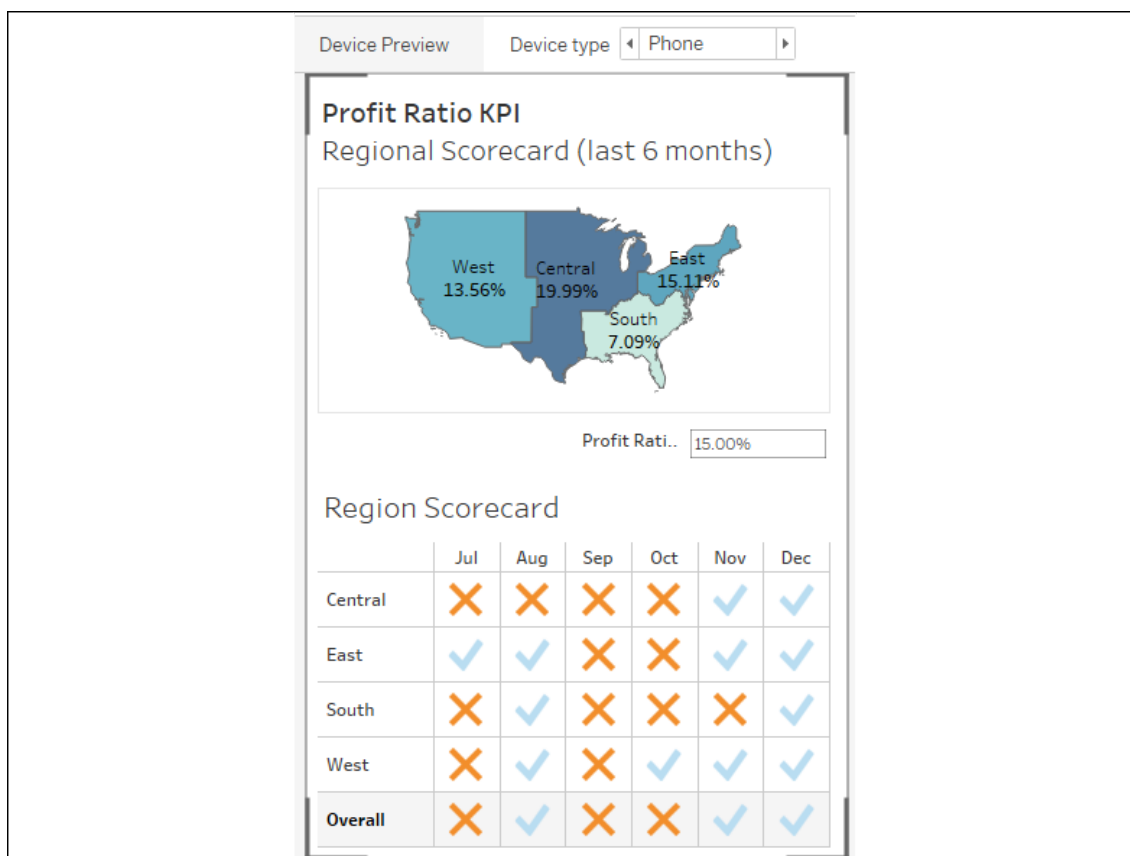 Device Preview Device type Phone
Profit Ratio KPI
Regional Scorecard (last 6 months)
West
13.56%
Central
19.99%
East
15.11%
South
7.09%
Profit Rati.. 15.00%
Region Scorecard
Jul Aug Sep Oct Nov Dec
Central
East
South
West
Overall